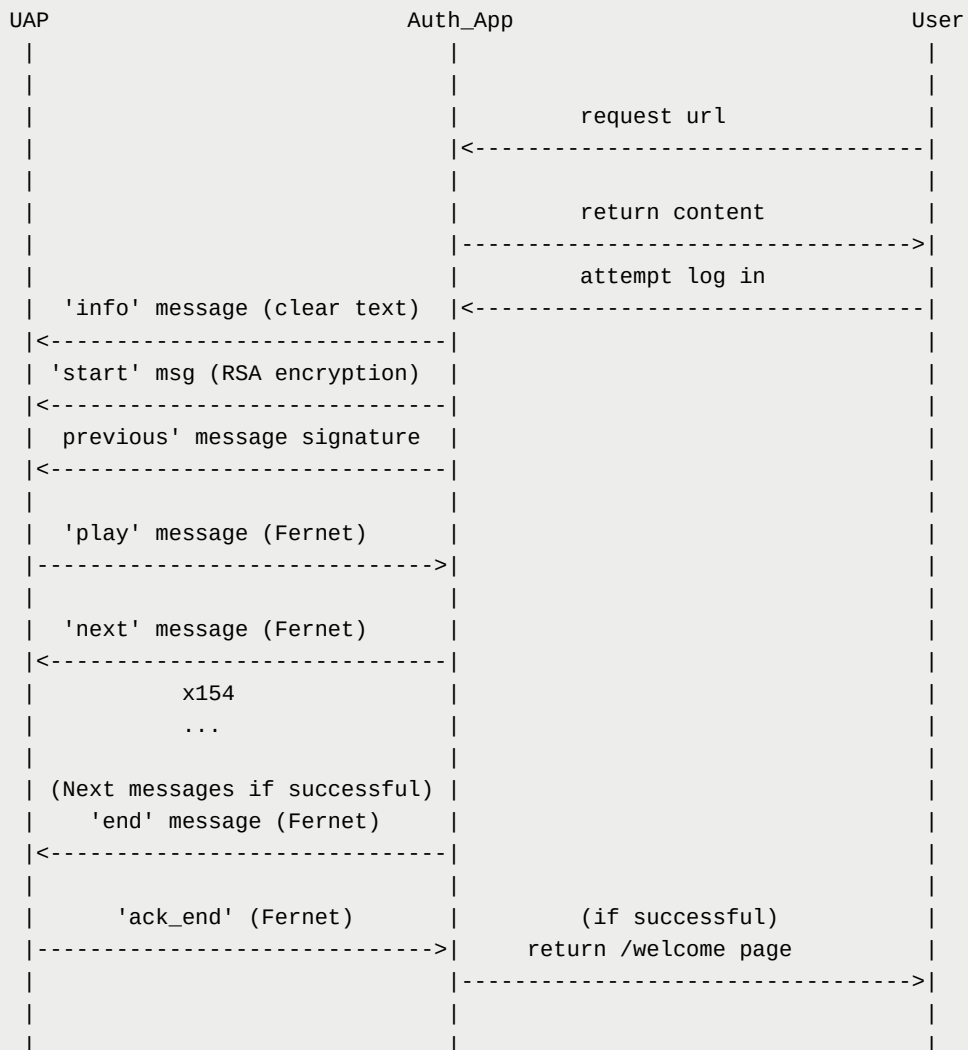 UAP Auth_App User
request url
return content
attempt log in
'info' message (clear text)
'start' msg (RSA encryption)
previous' message signature
'play' message (Fernet)
'next' message (Fernet)
x154
...
(Next messages if successful)
'end' message (Fernet)
'ack_end' (Fernet) (if successful)
return /welcome page